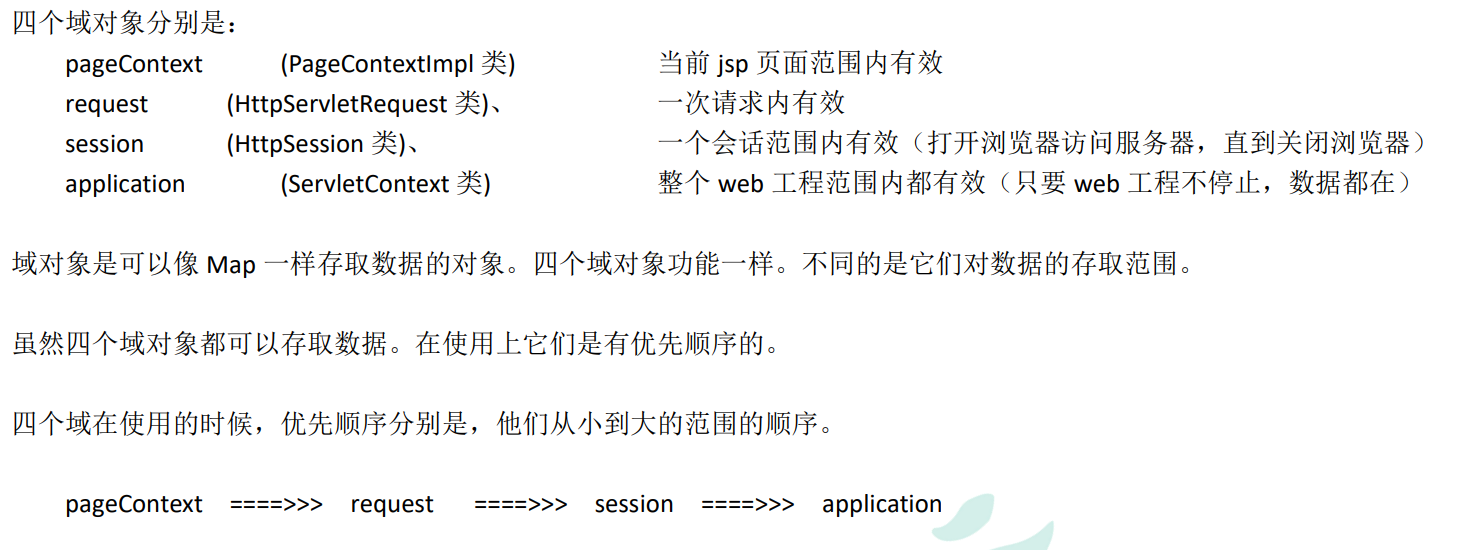 四个域对象分别是：
pageContext (PageContextImpl 类) 当前 jsp 页面范围内有效
request (HttpServletRequest 类)、 一次请求内有效
session (HttpSession 类)、 一个会话范围内有效（打开浏览器访问服务器，直到关闭浏览器）
application (ServletContext 类) 整个 web 工程范围内都有效（只要 web 工程不停止，数据都在）
域对象是可以像 Map 一样存取数据的对象。四个域对象功能一样。不同的是它们对数据的存取范围。
虽然四个域对象都可以存取数据。在使用上它们是有优先顺序的。
四个域在使用的时候，优先顺序分别是，他们从小到大的范围的顺序。
pageContext ====>>> request ====>>> session ====>>> application